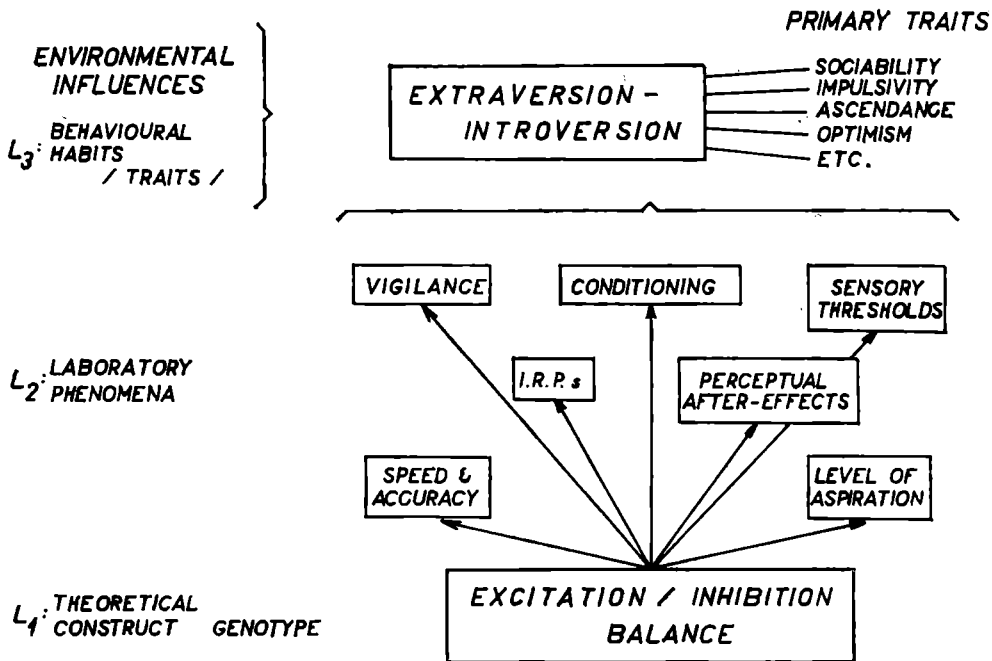 PRIMARY TRAITS
ENVIRONMENTAL
INFLUENCES
L3: BEHAVIOURAL
HABITS
/ TRAITS /
EXTRAVERSION -
INTROVERSION
SOCIABILITY
IMPULSIVITY
ASCENDANCE
OPTIMISM
ETC.
VIGILANCE
CONDITIONING
SENSORY
THRESHOLDS
L2: LABORATORY
PHENOMENA
I.R.P.s
PERCEPTUAL
AFTER-EFFECTS
SPEED &
ACCURACY
LEVEL OF
ASPIRATION
L1: THEORETICAL
CONSTRUCT GENOTYPE
EXCITATION / INHIBITION
BALANCE